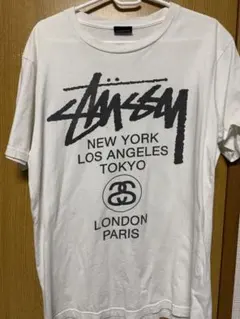 Stüssy
NEW YORK
LOS ANGELES
TOKYO
LONDON
PARIS